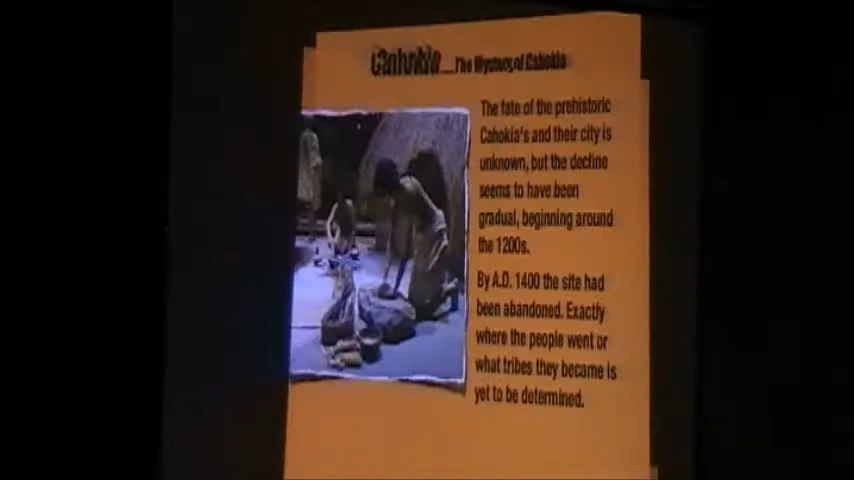 Cahokia...The Mystery of Cahokia
The fate of the prehistoric
Cahokia's and their city is
unknown, but the decline
seems to have been
gradual, beginning around
the 1200s.
By A.D. 1400 the site had
been abandoned. Exactly
where the people went or
what tribes they became is
yet to be determined.